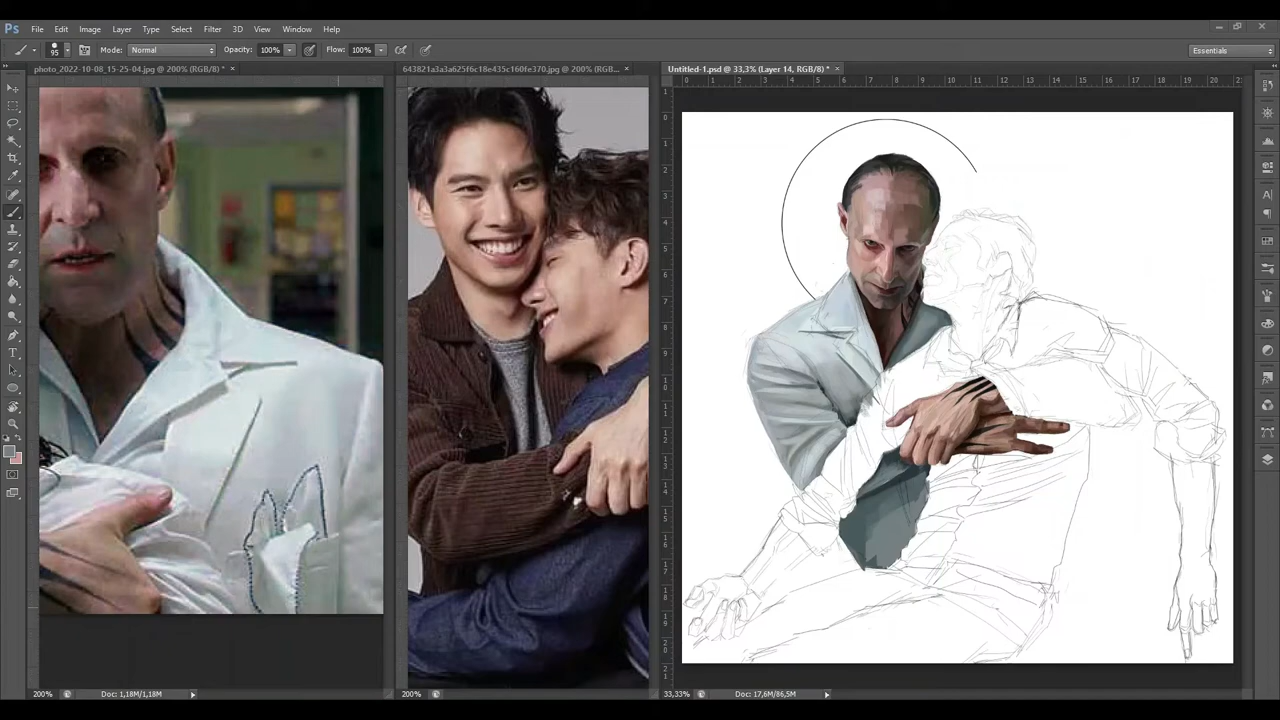 Ps File Edit Image Layer Type Select Filter 3D View Window Help
95 Mode: Normal Opacity: 100% Flow: 100% Essentials
photo_2022-10-08_15-25-04.jpg @ 200% (RGB/8) * × 643821a3a3a625f6c18e435c160fe370.jpg @ 200% (RGB... × Untitled-1.psd @ 33,3% (Layer 14, RGB/8) * ×
200% Doc: 1,18M/1,18M 200% 33,33% Doc: 17,6M/86,5M